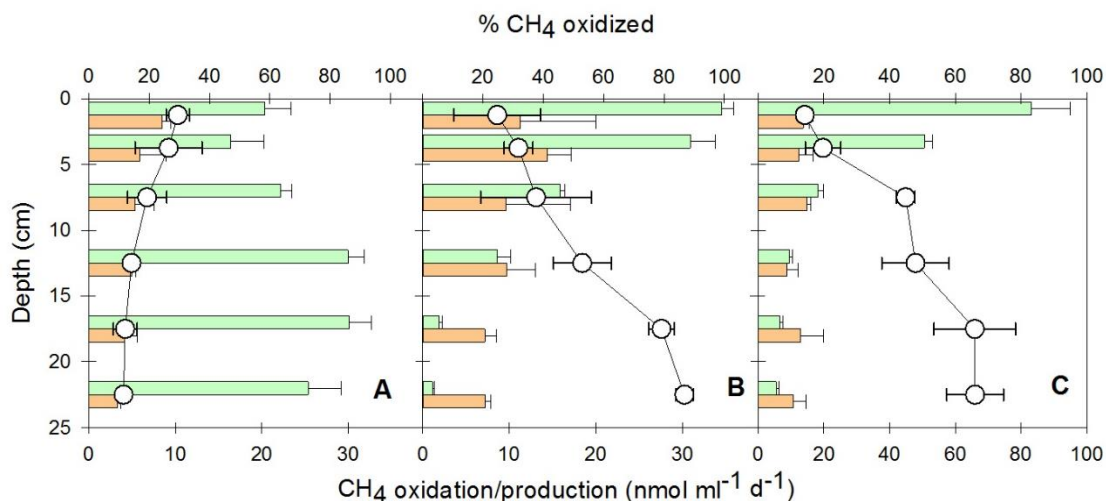 % CH4 oxidized
0 20 40 60 80 100 0 20 40 60 80 100 0 20 40 60 80 100
0
5
10
15
20
25
Depth (cm)
A B C
0 10 20 30 0 10 20 30 0 20 40 60 80 100
CH4 oxidation/production (nmol ml-1 d-1)